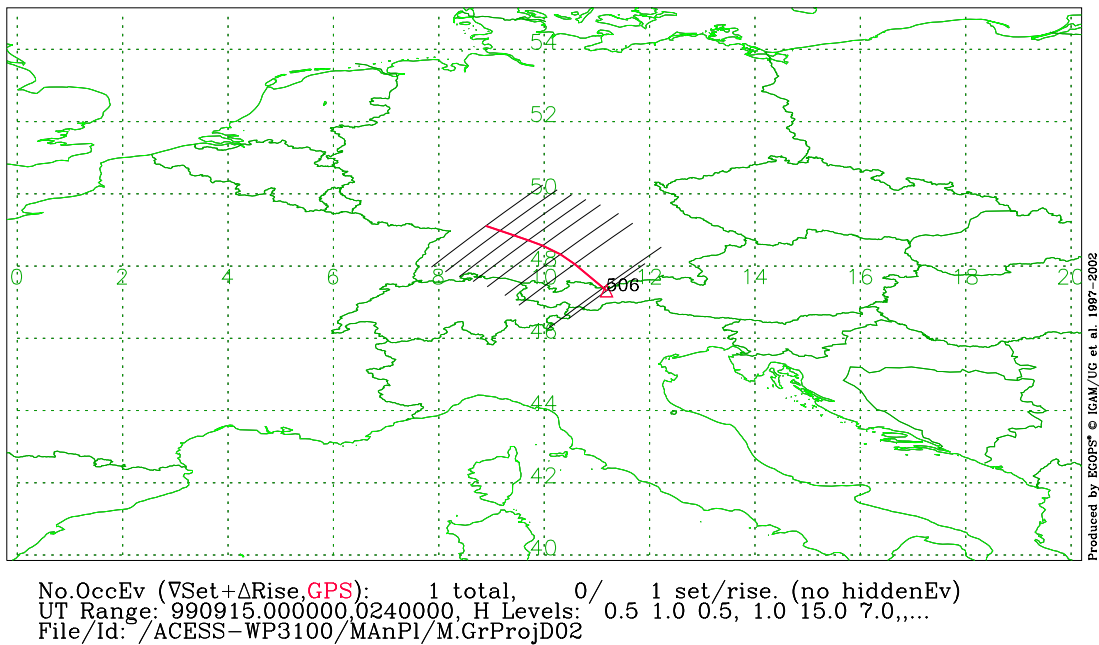 54
52
50
0 2 4 6 8 10 12 14 16 18 20
48
506
46
44
42
40
Produced by EGOPS® © IGAM/UG et al. 1997-2002
No.OccEv (∇Set+ΔRise,GPS): 1 total, 0/ 1 set/rise. (no hiddenEv)
UT Range: 990915.000000,0240000, H Levels: 0.5 1.0 0.5, 1.0 15.0 7.0,,...
File/Id: /ACESS-WP3100/MAnPl/M.GrProjD02